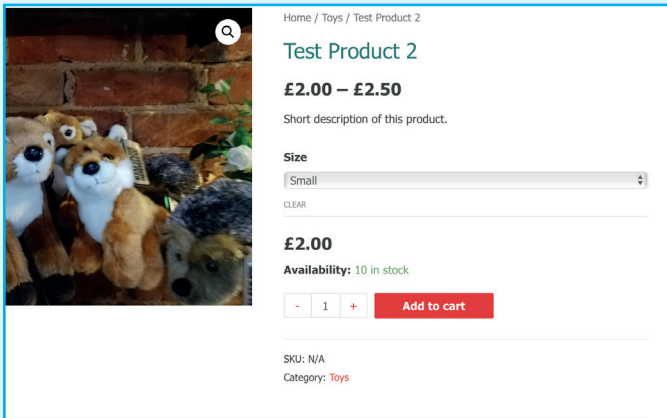 Home / Toys / Test Product 2
Test Product 2
£2.00 – £2.50
Short description of this product.
Size
Small
CLEAR
£2.00
Availability: 10 in stock
- 1 + Add to cart
SKU: N/A
Category: Toys